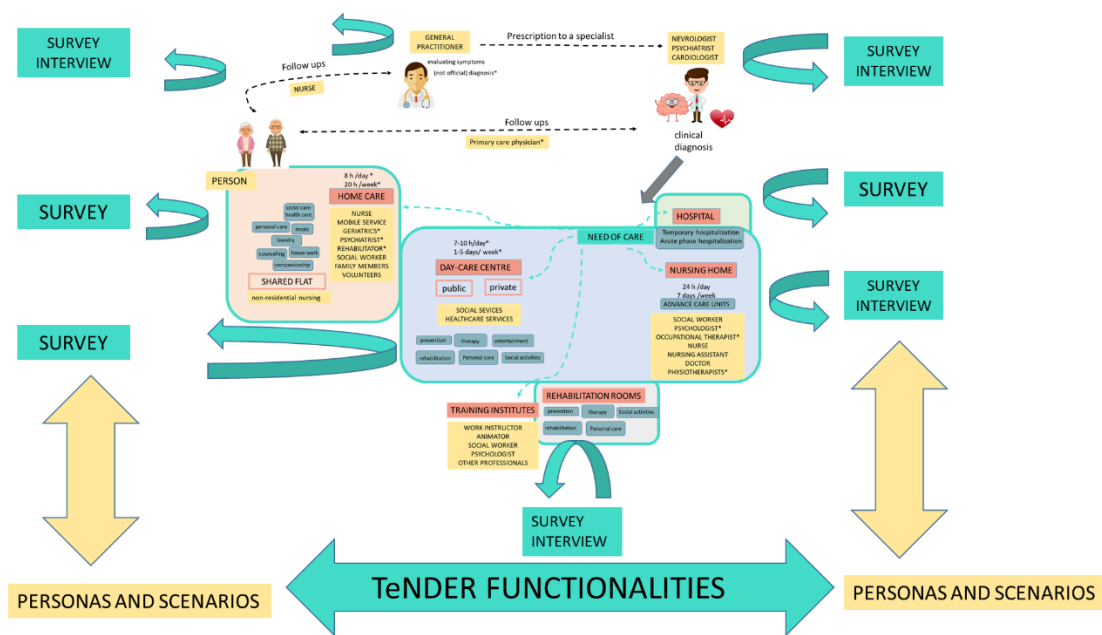 SURVEY
INTERVIEW
GENERAL
PRACTITIONER
Prescription to a specialist
NEVROLOGIST
PSYCHIATRIST
CARDIOLOGIST
SURVEY
INTERVIEW
evaluating symptoms
(not official) diagnosis*
Follow ups
NURSE
Follow ups
Primary care physician*
clinical
diagnosis
PERSON
8 h /day *
20 h /week*
HOME CARE
social care
health care
personal care
meals
laundry
counselling
house work
companionship
NURSE
MOBILE SERVICE
GERIATRICS*
PSYCHIATRIST*
REHABILITATOR*
SOCIAL WORKER
FAMILY MEMBERS
VOLUNTEERS
SHARED FLAT
non-residential nursing
SURVEY
SURVEY
HOSPITAL
Temporary hospitalization
Acute phase hospitalization
NEED OF CARE
7-10 h/day*
1-5 days/ week*
DAY-CARE CENTRE
public
private
SOCIAL SEVICES
HEALTHCARE SERVICES
prevention
therapy
entertainment
rehabilitation
Personal care
Social activities
NURSING HOME
24 h /day
7 days /week
ADVANCE CARE UNITS
SOCIAL WORKER
PSYCHOLOGIST*
OCCUPATIONAL THERAPIST*
NURSE
NURSING ASSISTANT
DOCTOR
PHYSIOTHERAPISTS*
SURVEY
INTERVIEW
SURVEY
REHABILITATION ROOMS
prevention
therapy
Social activities
rehabilitation
Personal care
TRAINING INSTITUTES
WORK INSTRUCTOR
ANIMATOR
SOCIAL WORKER
PSYCHOLOGIST
OTHER PROFESSIONALS
SURVEY
INTERVIEW
PERSONAS AND SCENARIOS
TeNDER FUNCTIONALITIES
PERSONAS AND SCENARIOS